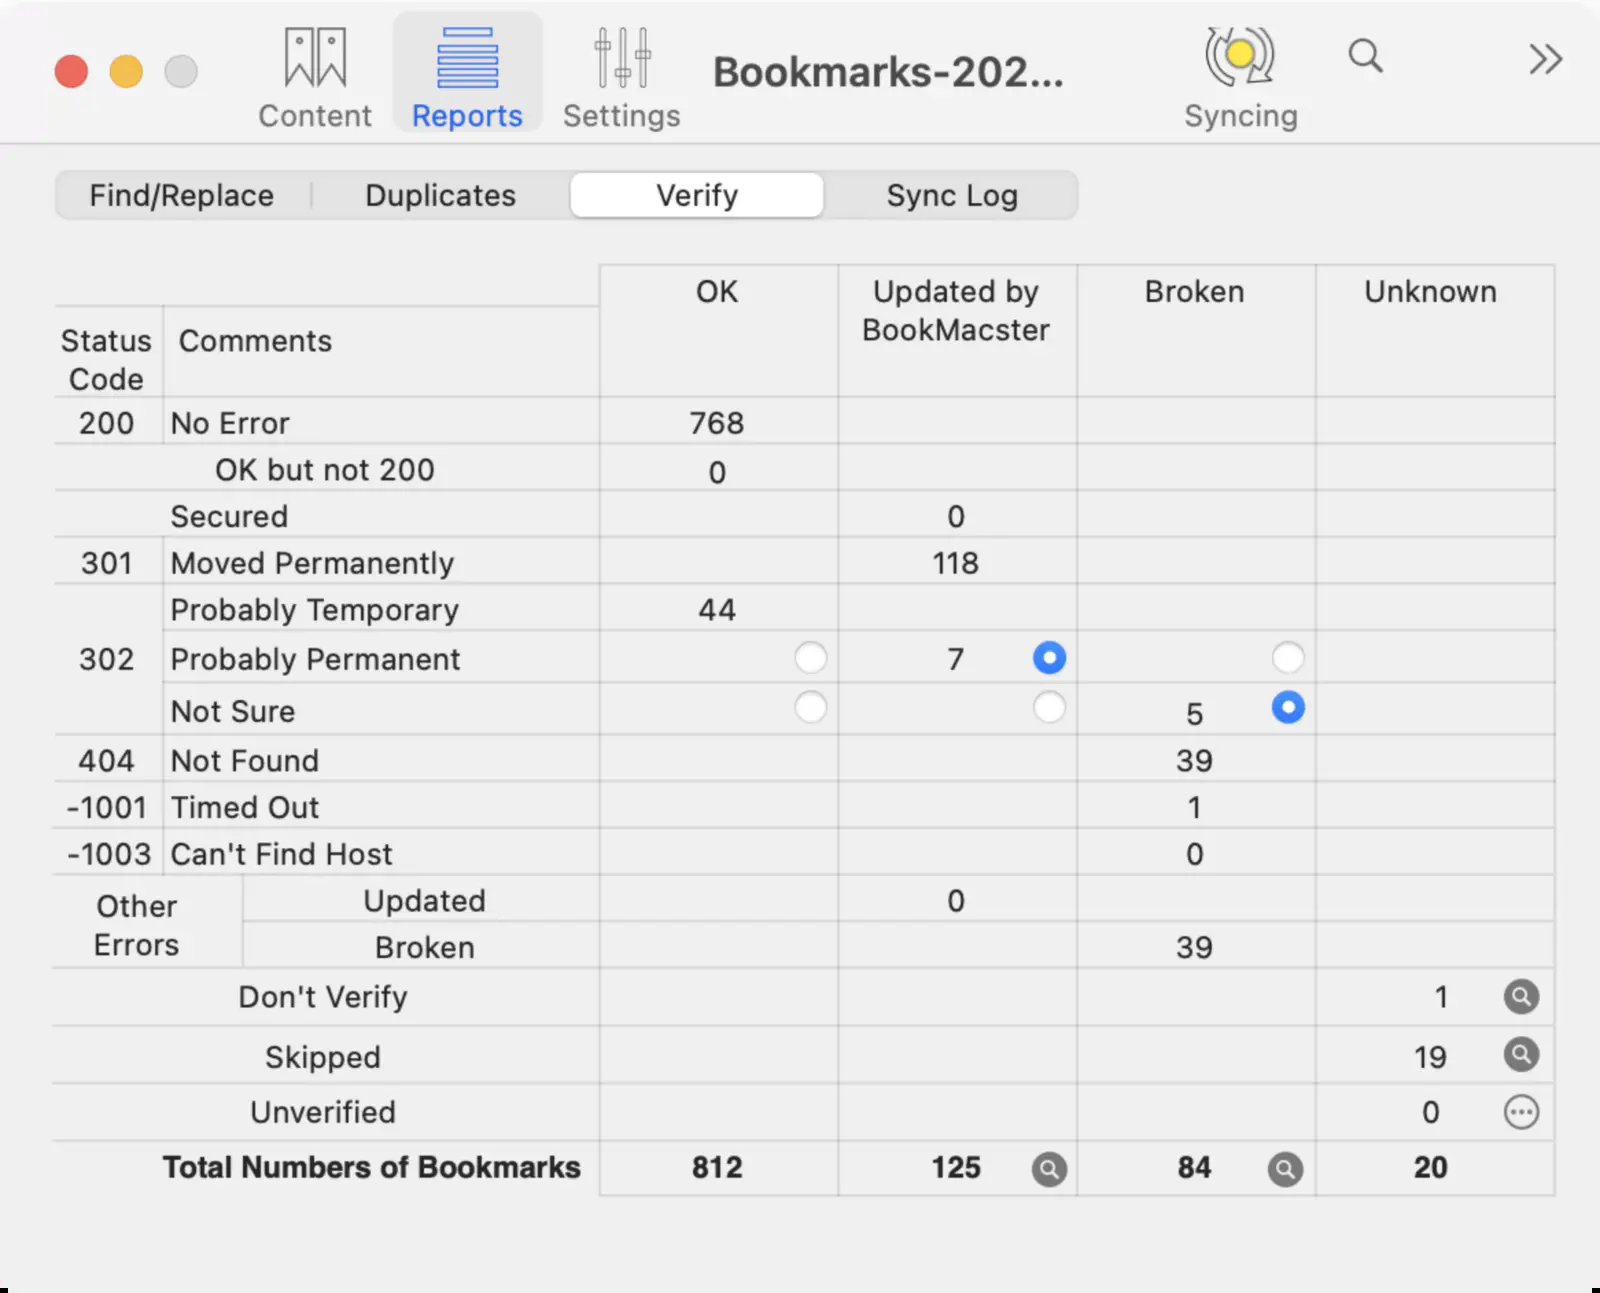 Content
Reports
Settings
Bookmarks-202...
Syncing
Find/Replace
Duplicates
Verify
Sync Log
OK
Updated by
BookMacster
Broken
Unknown
Status
Code
Comments
200 No Error 768
OK but not 200 0
Secured 0
301 Moved Permanently 118
Probably Temporary 44
302 Probably Permanent 7
Not Sure 5
404 Not Found 39
-1001 Timed Out 1
-1003 Can't Find Host 0
Other
Errors
Updated 0
Broken 39
Don't Verify 1
Skipped 19
Unverified 0
Total Numbers of Bookmarks 812 125 84 20